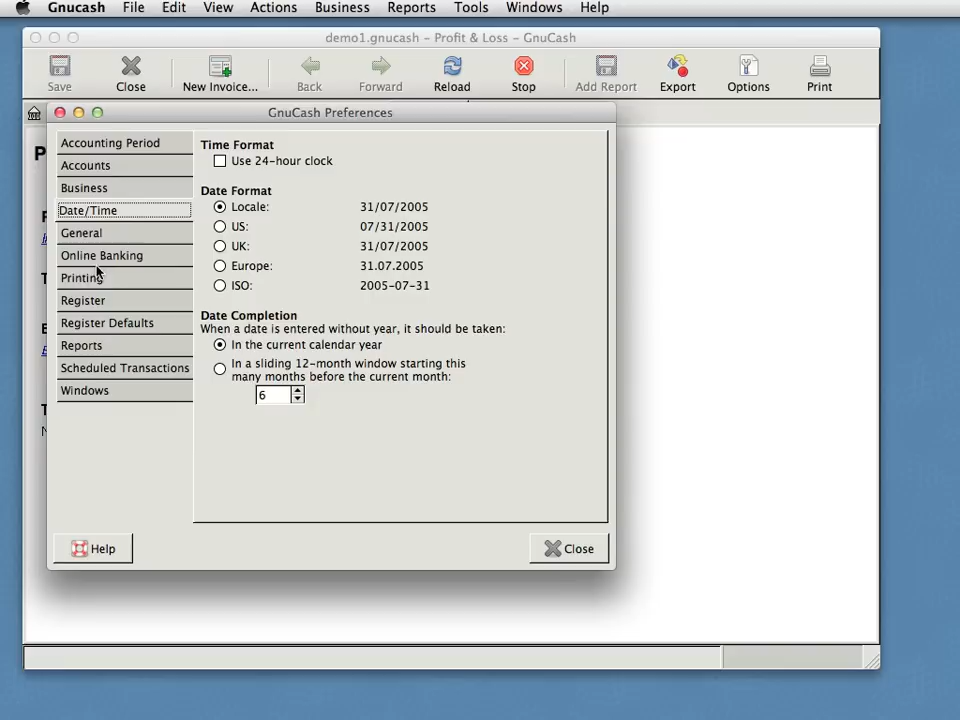 Gnucash File Edit View Actions Business Reports Tools Windows Help
demo1.gnucash – Profit & Loss – GnuCash
Save Close New Invoice... Back Forward Reload Stop Add Report Export Options Print
GnuCash Preferences
Accounting Period
Accounts
Business
Date/Time
General
Online Banking
Printing
Register
Register Defaults
Reports
Scheduled Transactions
Windows
Time Format
Use 24-hour clock
Date Format
Locale: 31/07/2005
US: 07/31/2005
UK: 31/07/2005
Europe: 31.07.2005
ISO: 2005-07-31
Date Completion
When a date is entered without year, it should be taken:
In the current calendar year
In a sliding 12-month window starting this
many months before the current month:
6
Help
Close